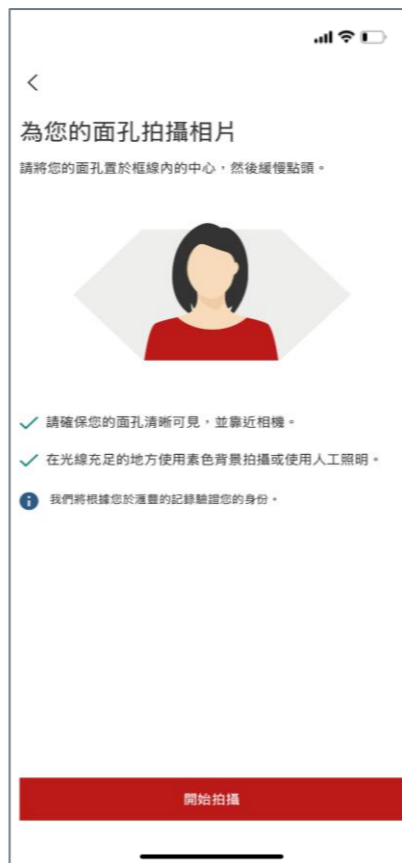 為您的面孔拍攝相片
請將您的面孔置於框線內的中心，然後緩慢點頭。
請確保您的面孔清晰可見，並靠近相機。
在光線充足的地方使用素色背景拍攝或使用人工照明。
我們將根據您於滙豐的記錄驗證您的身份。
開始拍攝